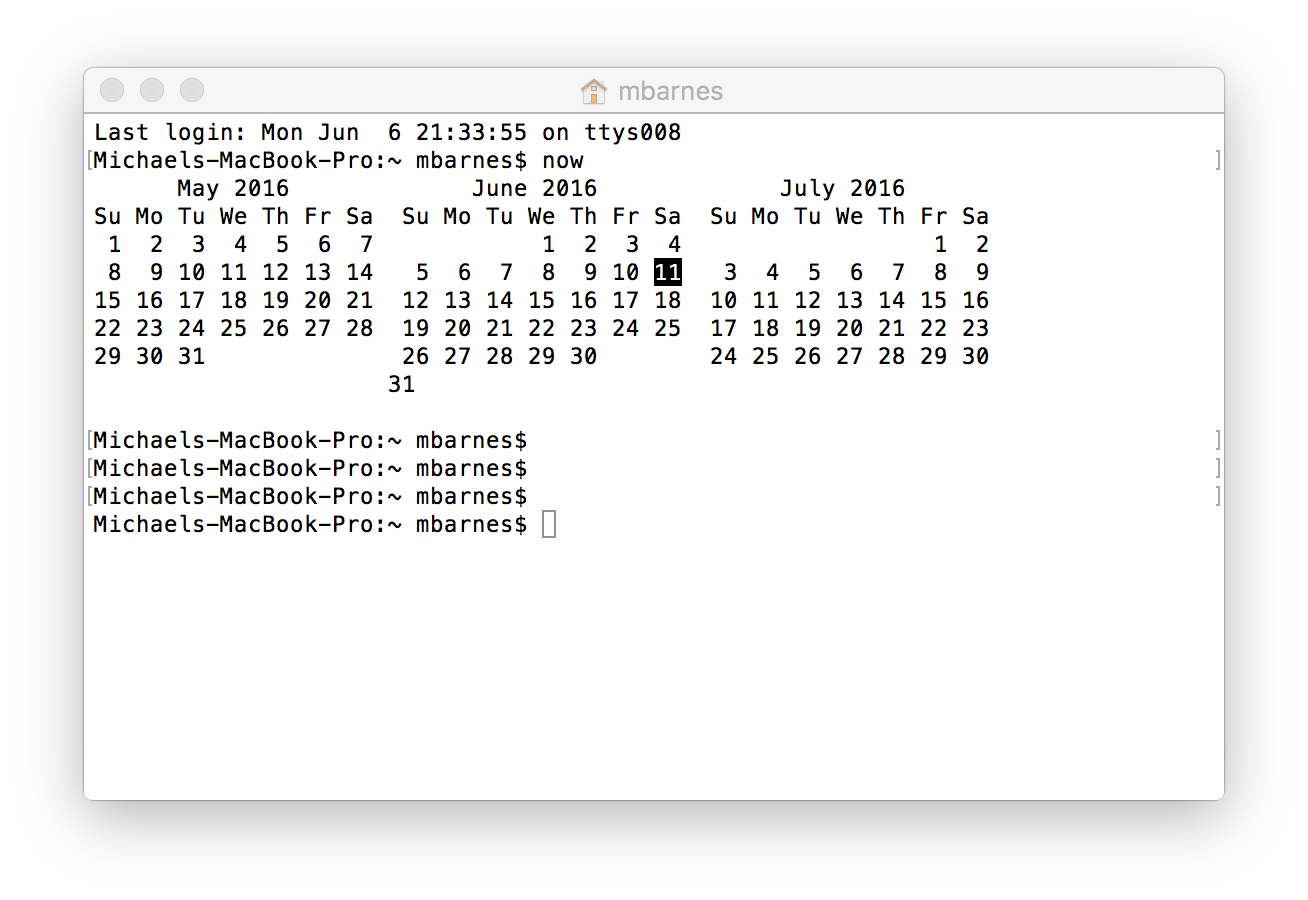 mbarnes
Last login: Mon Jun  6 21:33:55 on ttys008
[Michaels-MacBook-Pro:~ mbarnes$ now ]
      May 2016             June 2016             July 2016
Su Mo Tu We Th Fr Sa  Su Mo Tu We Th Fr Sa  Su Mo Tu We Th Fr Sa
 1  2  3  4  5  6  7            1  2  3  4                  1  2
 8  9 10 11 12 13 14   5  6  7  8  9 10 11   3  4  5  6  7  8  9
15 16 17 18 19 20 21  12 13 14 15 16 17 18  10 11 12 13 14 15 16
22 23 24 25 26 27 28  19 20 21 22 23 24 25  17 18 19 20 21 22 23
29 30 31              26 27 28 29 30        24 25 26 27 28 29 30
                     31
[Michaels-MacBook-Pro:~ mbarnes$ ]
[Michaels-MacBook-Pro:~ mbarnes$ ]
[Michaels-MacBook-Pro:~ mbarnes$ ]
Michaels-MacBook-Pro:~ mbarnes$